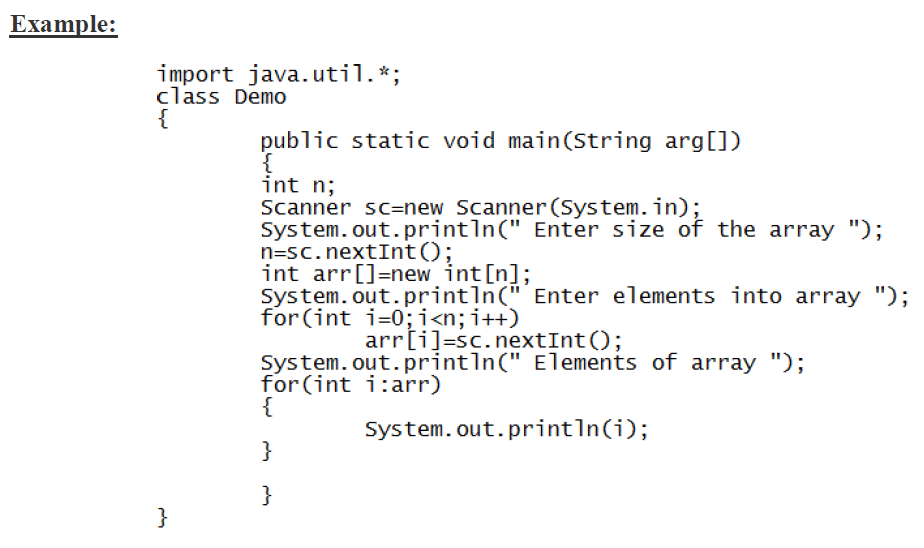 Example:
import java.util.*;
class Demo
{
public static void main(String arg[])
{
int n;
Scanner sc=new Scanner(System.in);
System.out.println(" Enter size of the array ");
n=sc.nextInt();
int arr[]=new int[n];
System.out.println(" Enter elements into array ");
for(int i=0;i<n;i++)
arr[i]=sc.nextInt();
System.out.println(" Elements of array ");
for(int i:arr)
{
System.out.println(i);
}
}
}